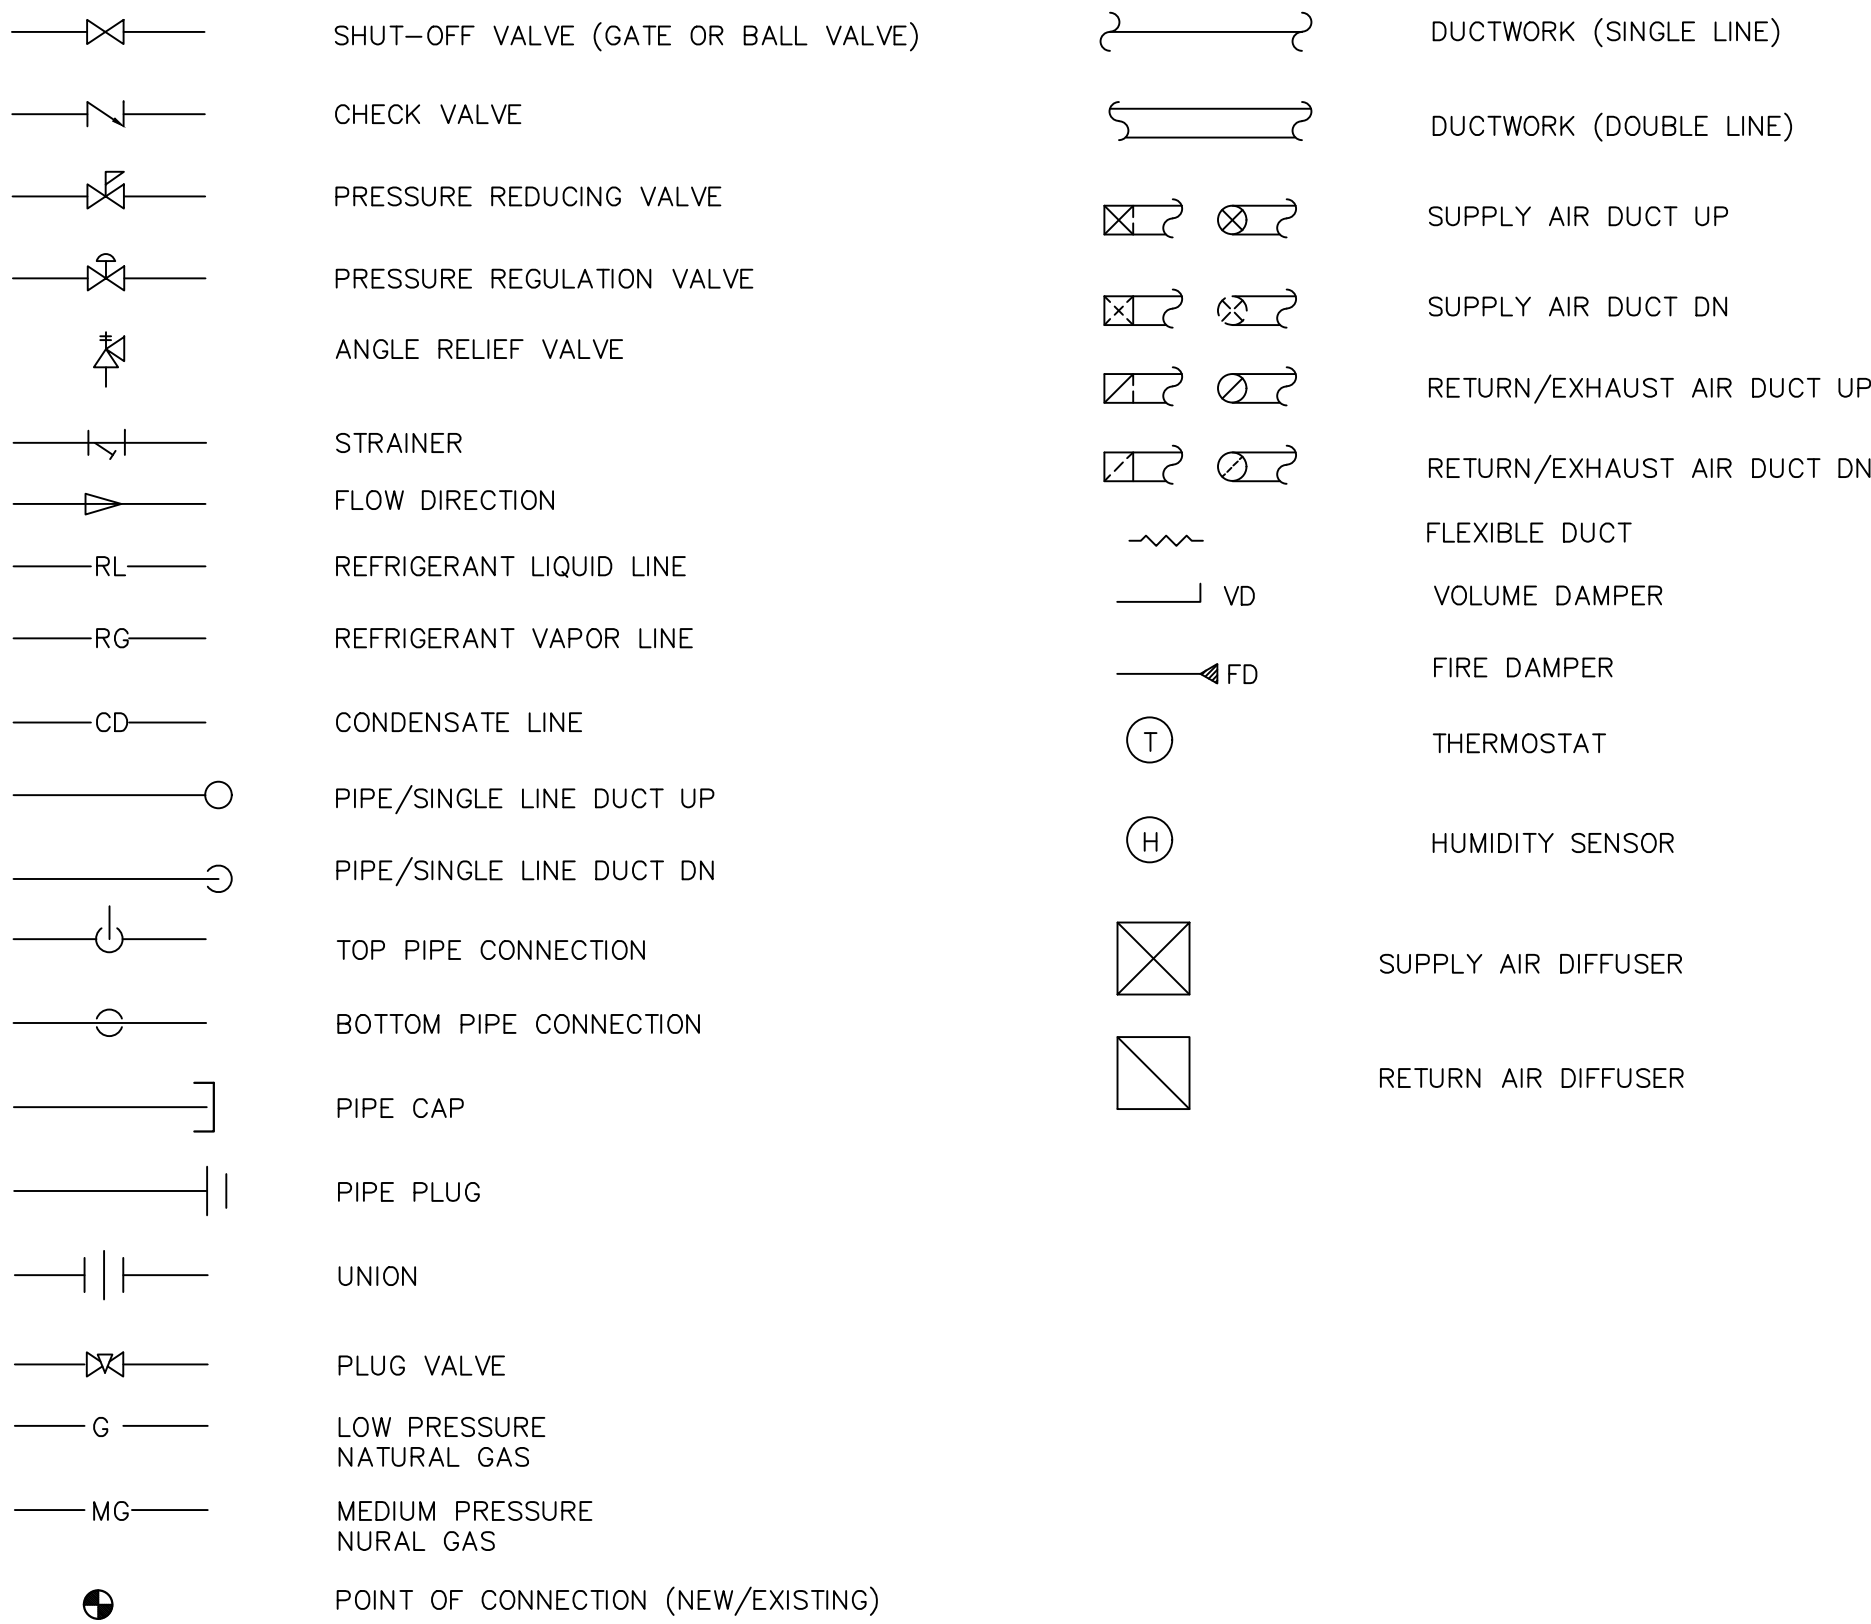 SHUT-OFF VALVE (GATE OR BALL VALVE)
CHECK VALVE
PRESSURE REDUCING VALVE
PRESSURE REGULATION VALVE
ANGLE RELIEF VALVE
STRAINER
FLOW DIRECTION
RL REFRIGERANT LIQUID LINE
RG REFRIGERANT VAPOR LINE
CD CONDENSATE LINE
PIPE/SINGLE LINE DUCT UP
PIPE/SINGLE LINE DUCT DN
TOP PIPE CONNECTION
BOTTOM PIPE CONNECTION
PIPE CAP
PIPE PLUG
UNION
PLUG VALVE
G LOW PRESSURE
NATURAL GAS
MG MEDIUM PRESSURE
NURAL GAS
POINT OF CONNECTION (NEW/EXISTING)
DUCTWORK (SINGLE LINE)
DUCTWORK (DOUBLE LINE)
SUPPLY AIR DUCT UP
SUPPLY AIR DUCT DN
RETURN/EXHAUST AIR DUCT UP
RETURN/EXHAUST AIR DUCT DN
FLEXIBLE DUCT
VD VOLUME DAMPER
FD FIRE DAMPER
T THERMOSTAT
H HUMIDITY SENSOR
SUPPLY AIR DIFFUSER
RETURN AIR DIFFUSER